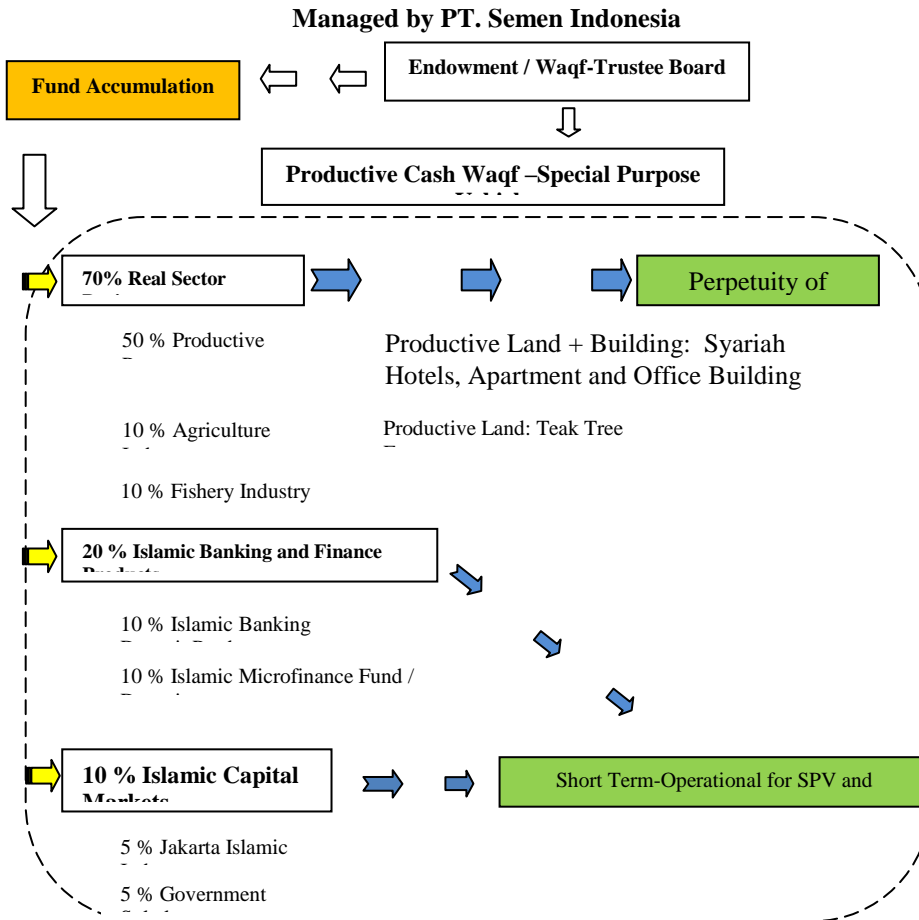 Managed by PT. Semen Indonesia
Endowment / Waqf-Trustee Board
Fund Accumulation
Productive Cash Waqf –Special Purpose
70% Real Sector
Perpetuity of
50 % Productive
Productive Land + Building: Syariah
Hotels, Apartment and Office Building
10 % Agriculture
Productive Land: Teak Tree
10 % Fishery Industry
20 % Islamic Banking and Finance
10 % Islamic Banking
10 % Islamic Microfinance Fund /
10 % Islamic Capital
Short Term-Operational for SPV and
5 % Jakarta Islamic
5 % Government